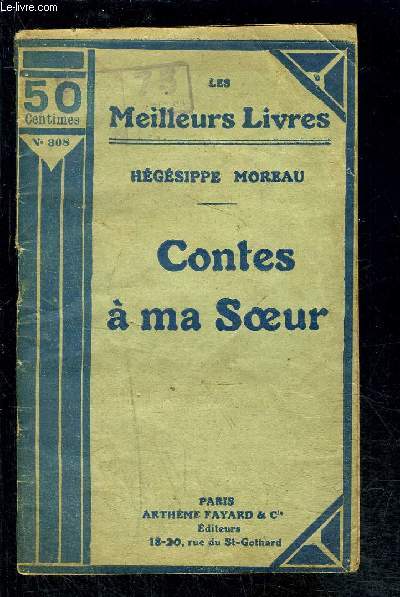 Le-livre.com
50
Centimes
N° 308
LES
Meilleurs Livres
HÉGÉSIPPE MOREAU
Contes
à ma Sœur
PARIS
ARTHÈME FAYARD & Cie
Éditeurs
18-20, rue du St-Gothard